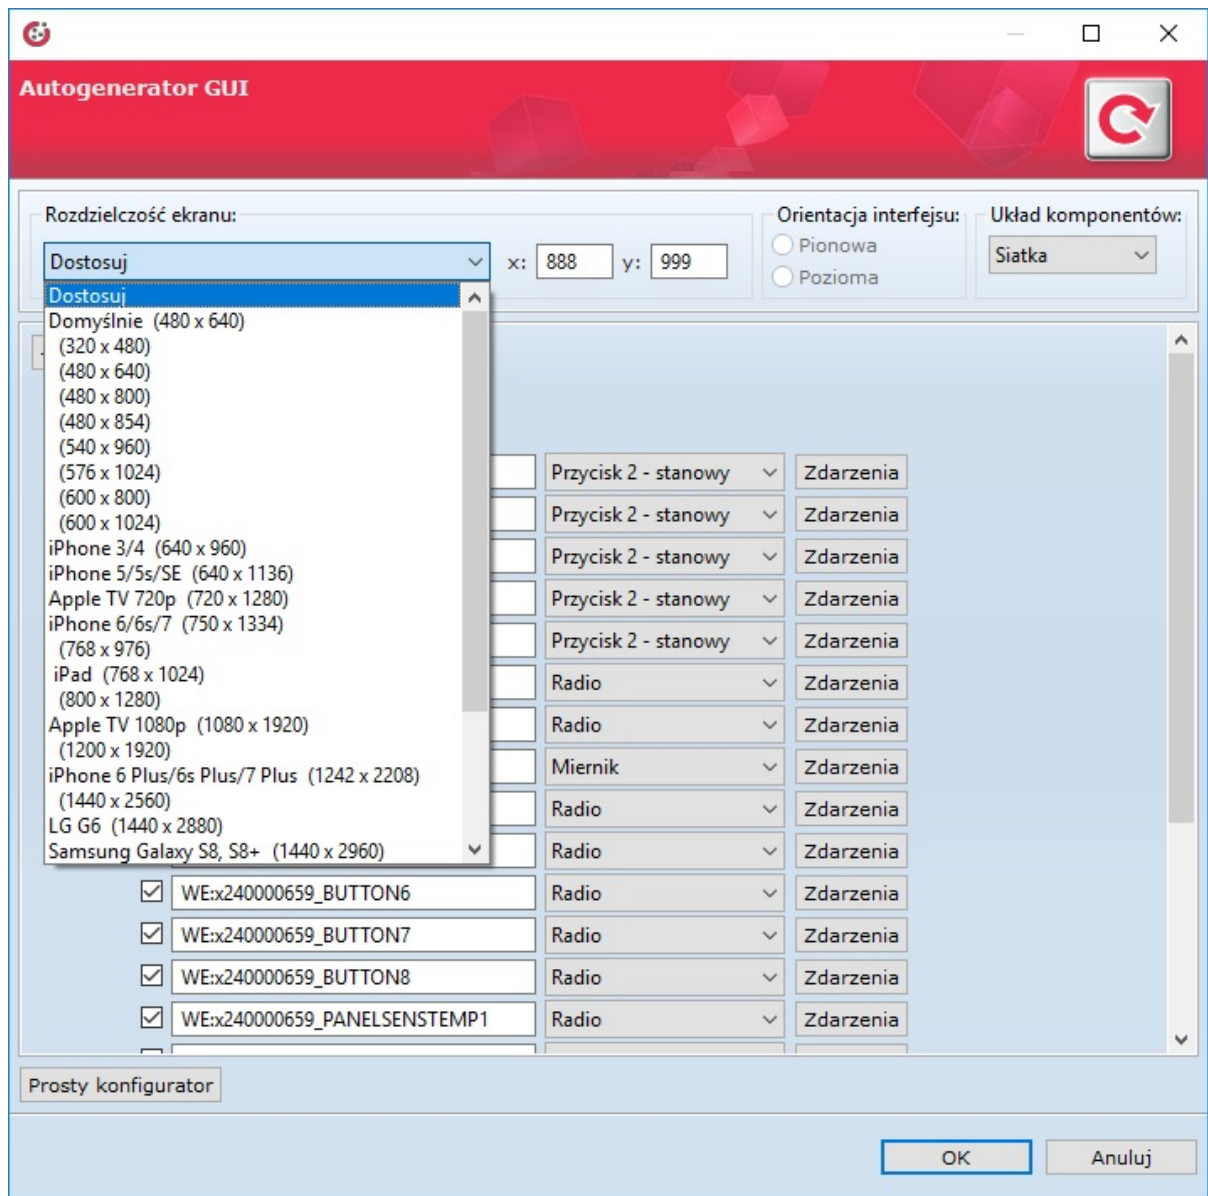 Autogenerator GUI
Rozdzielczość ekranu:
Orientacja interfejsu:
Układ komponentów:
Dostosuj
x:
888
y:
999
Pionowa
Pozioma
Siatka
Dostosuj
Domyślnie (480 x 640)
(320 x 480)
(480 x 640)
(480 x 800)
(480 x 854)
(540 x 960)
(576 x 1024)
(600 x 800)
(600 x 1024)
iPhone 3/4 (640 x 960)
iPhone 5/5s/SE (640 x 1136)
Apple TV 720p (720 x 1280)
iPhone 6/6s/7 (750 x 1334)
(768 x 976)
iPad (768 x 1024)
(800 x 1280)
Apple TV 1080p (1080 x 1920)
(1200 x 1920)
iPhone 6 Plus/6s Plus/7 Plus (1242 x 2208)
(1440 x 2560)
LG G6 (1440 x 2880)
Samsung Galaxy S8, S8+ (1440 x 2960)
Przycisk 2 - stanowy Zdarzenia
Przycisk 2 - stanowy Zdarzenia
Przycisk 2 - stanowy Zdarzenia
Przycisk 2 - stanowy Zdarzenia
Przycisk 2 - stanowy Zdarzenia
Radio Zdarzenia
Radio Zdarzenia
Miernik Zdarzenia
Radio Zdarzenia
Radio Zdarzenia
WE:x240000659_BUTTON6 Radio Zdarzenia
WE:x240000659_BUTTON7 Radio Zdarzenia
WE:x240000659_BUTTON8 Radio Zdarzenia
WE:x240000659_PANELSENSTEMP1 Radio Zdarzenia
Prosty konfigurator
OK
Anuluj